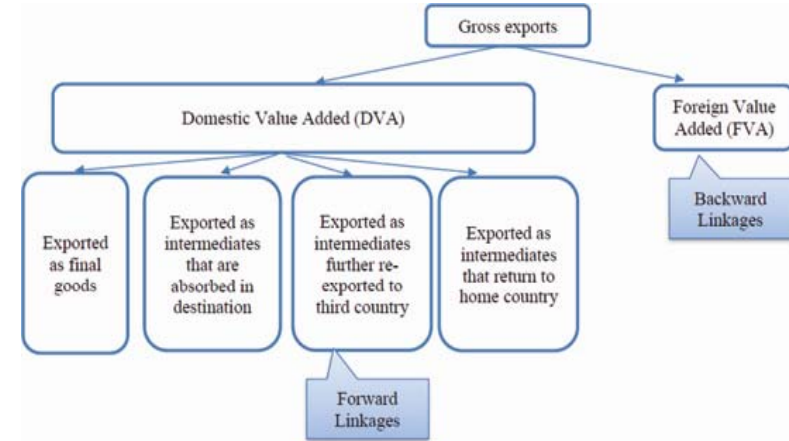 Gross exports
Domestic Value Added (DVA)
Foreign Value
Added (FVA)
Backward
Linkages
Exported
as final
goods
Exported as
intermediates
that are
absorbed in
destination
Exported as
intermediates
further re-
exported to
third country
Exported as
intermediates
that return to
home country
Forward
Linkages